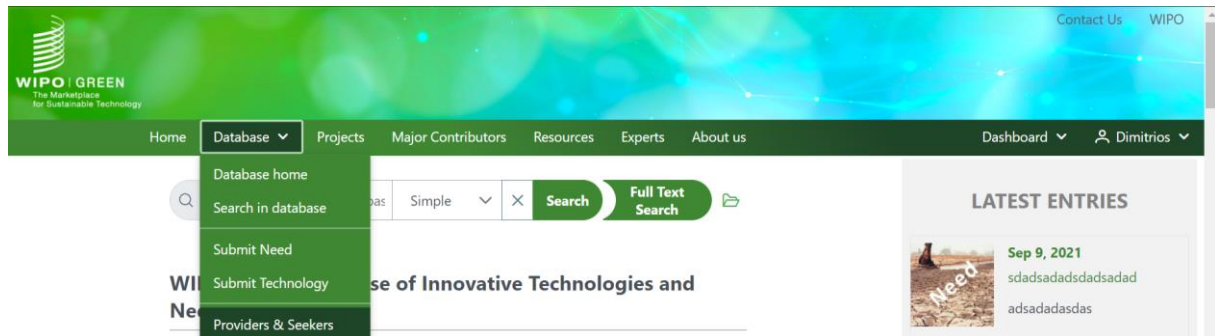 Contact Us WIPO
WIPO | GREEN
The Marketplace
for Sustainable Technology
Home Database Projects Major Contributors Resources Experts About us Dashboard Dimitrios
Database home
Search in database
Submit Need
Submit Technology
Providers & Seekers
Simple Search Full Text
Search
se of Innovative Technologies and
LATEST ENTRIES
Need
Sep 9, 2021
sdadsadadsdadsadad
adsadadasdas